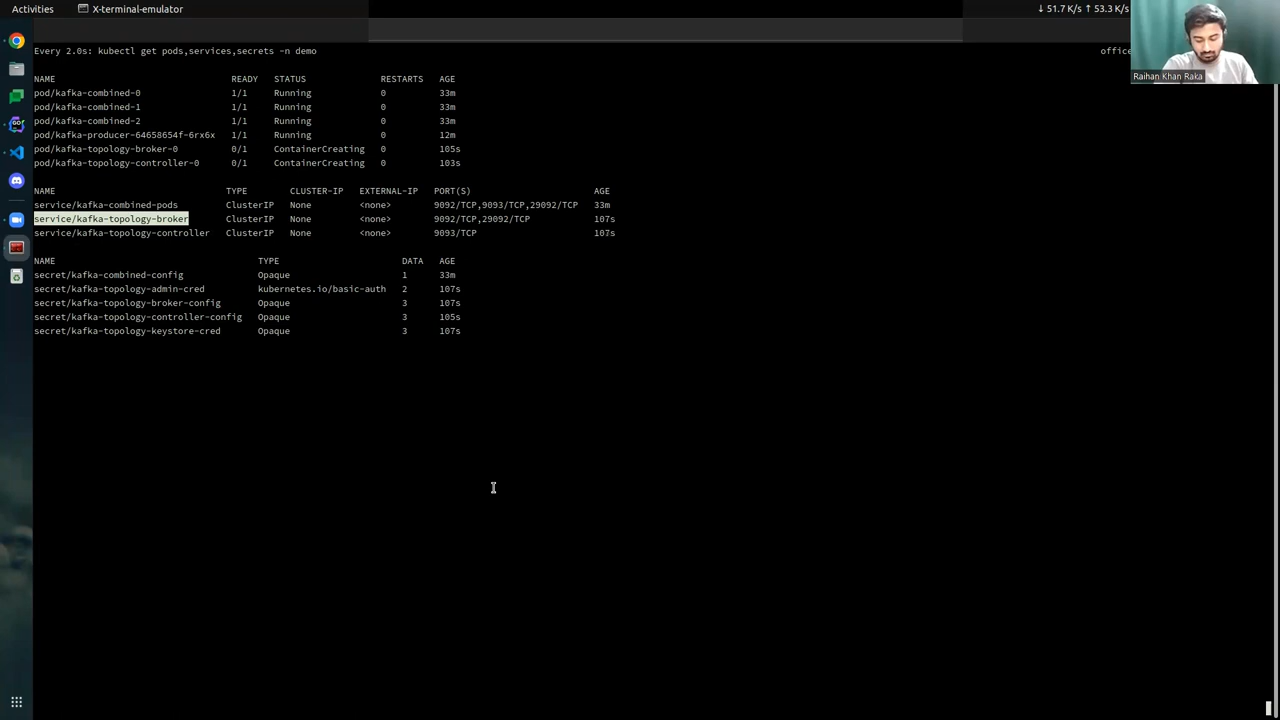 Activities X-terminal-emulator ↓ 51.7 K/s ↑ 53.3 K/s
Every 2.0s: kubectl get pods,services,secrets -n demo office
Raihan Khan Raka
NAME READY STATUS RESTARTS AGE
pod/kafka-combined-0 1/1 Running 0 33m
pod/kafka-combined-1 1/1 Running 0 33m
pod/kafka-combined-2 1/1 Running 0 33m
pod/kafka-producer-64658654f-6rx6x 1/1 Running 0 12m
pod/kafka-topology-broker-0 0/1 ContainerCreating 0 105s
pod/kafka-topology-controller-0 0/1 ContainerCreating 0 103s
NAME TYPE CLUSTER-IP EXTERNAL-IP PORT(S) AGE
service/kafka-combined-pods ClusterIP None <none> 9092/TCP,9093/TCP,29092/TCP 33m
service/kafka-topology-broker ClusterIP None <none> 9092/TCP,29092/TCP 107s
service/kafka-topology-controller ClusterIP None <none> 9093/TCP 107s
NAME TYPE DATA AGE
secret/kafka-combined-config Opaque 1 33m
secret/kafka-topology-admin-cred kubernetes.io/basic-auth 2 107s
secret/kafka-topology-broker-config Opaque 3 107s
secret/kafka-topology-controller-config Opaque 3 105s
secret/kafka-topology-keystore-cred Opaque 3 107s